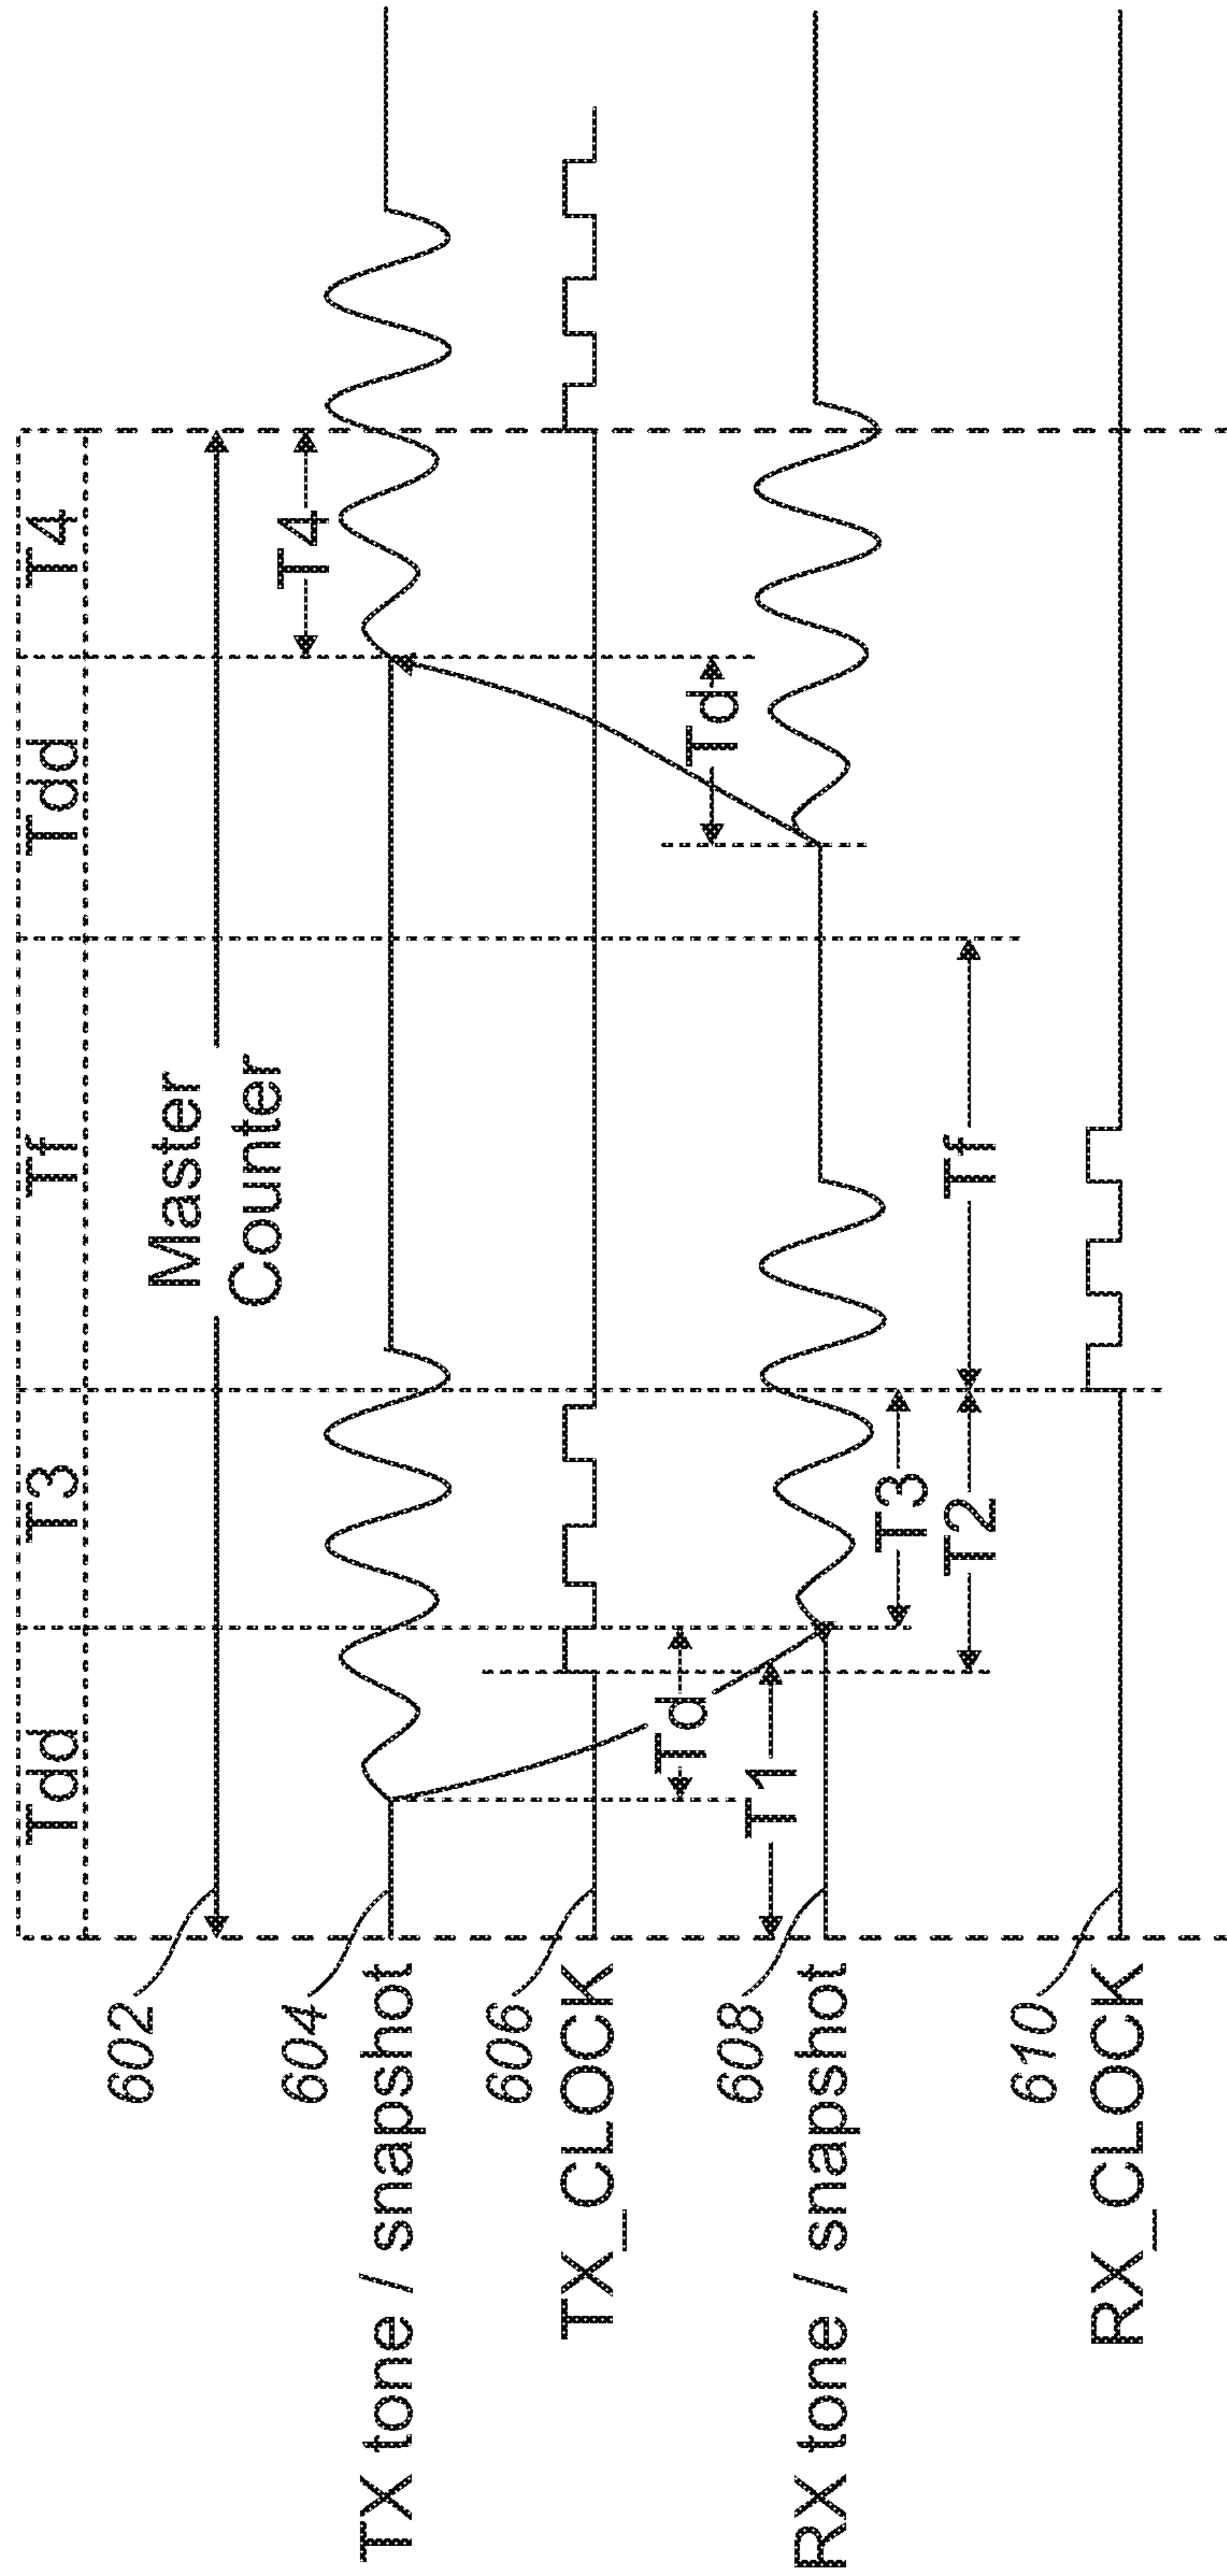 Tdd T3 Tf Tdd T4
602
Master
Counter
604
T4
TX tone / snapshot
606
TX_CLOCK
Td
Td
T1
608
RX tone / snapshot
T3
T2
Tf
610
RX_CLOCK